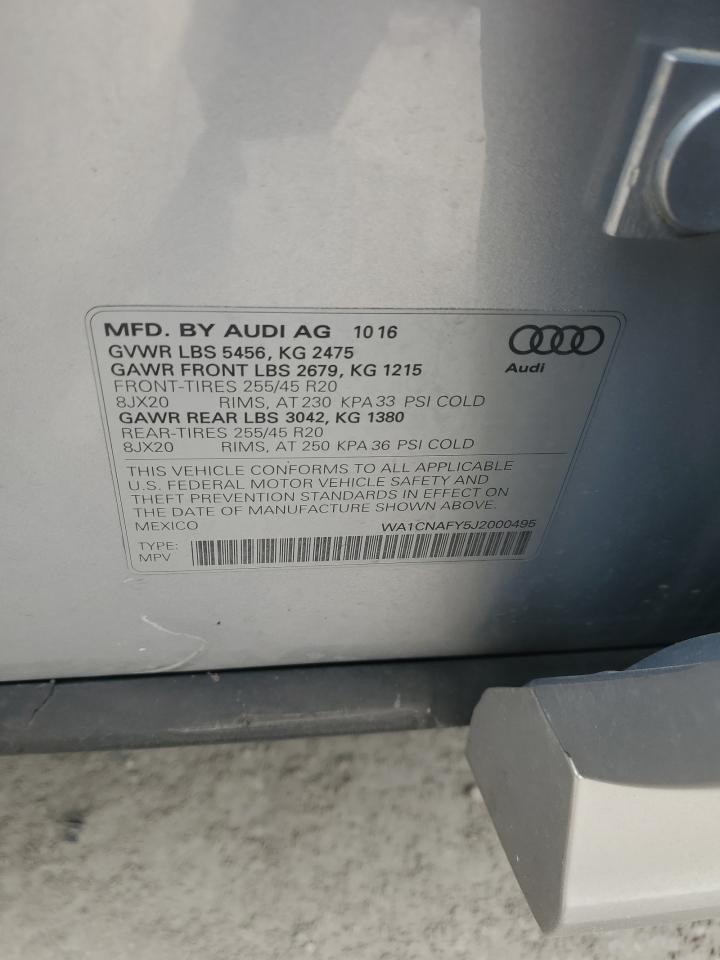 MFD. BY AUDI AG 10 16
GVWR LBS 5456, KG 2475
GAWR FRONT LBS 2679, KG 1215
FRONT-TIRES 255/45 R20
8JX20 RIMS, AT 230 KPA 33 PSI COLD
GAWR REAR LBS 3042, KG 1380
REAR-TIRES 255/45 R20
8JX20 RIMS, AT 250 KPA 36 PSI COLD
Audi
THIS VEHICLE CONFORMS TO ALL APPLICABLE
U.S. FEDERAL MOTOR VEHICLE SAFETY AND
THEFT PREVENTION STANDARDS IN EFFECT ON
THE DATE OF MANUFACTURE SHOWN ABOVE.
MEXICO WA1CNAFY5J2000495
TYPE:
MPV